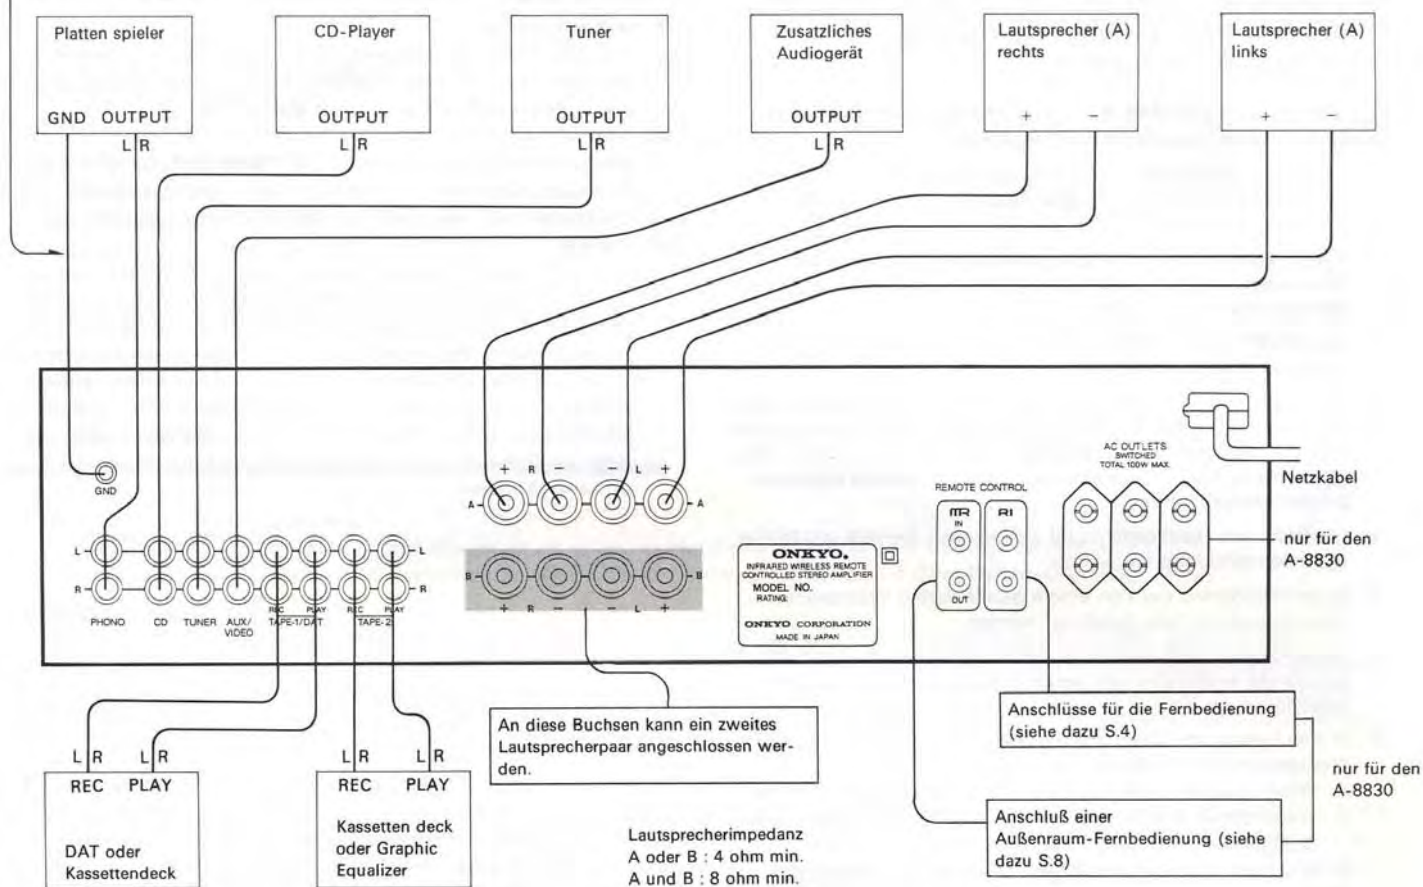 Platten spieler
GND OUTPUT
L R
CD-Player
OUTPUT
L R
Tuner
OUTPUT
L R
Zusatzliches
Audiogerät
OUTPUT
L R
Lautsprecher (A)
rechts
+ −
Lautsprecher (A)
links
+ −
GND
L L
R R
PHONO CD TUNER AUX/
VIDEO
REC PLAY REC PLAY
TAPE-1/DAT TAPE-2
+ R − − L +
A A
B B
+ R − − L +
ONKYO.
INFRARED WIRELESS REMOTE
CONTROLLED STEREO AMPLIFIER
MODEL NO.
RATING:
ONKYO CORPORATION
MADE IN JAPAN
REMOTE CONTROL
IR RI
IN
OUT
AC OUTLETS
SWITCHED
TOTAL 100W MAX.
Netzkabel
nur für den
A-8830
L R L R
REC PLAY
DAT oder
Kassettendeck
L R L R
REC PLAY
Kassetten deck
oder Graphic
Equalizer
An diese Buchsen kann ein zweites
Lautsprecherpaar angeschlossen wer-
den.
Lautsprecherimpedanz
A oder B : 4 ohm min.
A und B : 8 ohm min.
Anschlüsse für die Fernbedienung
(siehe dazu S.4)
Anschluß einer
Außenraum-Fernbedienung (siehe
dazu S.8)
nur für den
A-8830